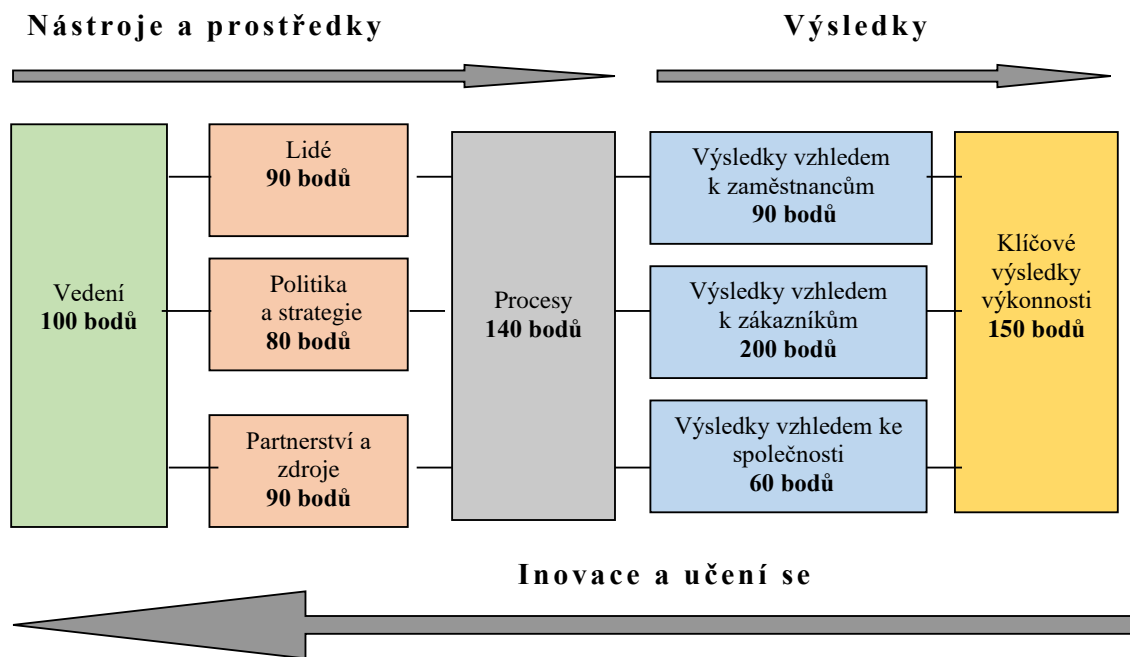 Nástroje a prostředky
Výsledky
Vedení
100 bodů
Lidé
90 bodů
Politika
a strategie
80 bodů
Partnerství a
zdroje
90 bodů
Procesy
140 bodů
Výsledky vzhledem
k zaměstnancům
90 bodů
Výsledky vzhledem
k zákazníkům
200 bodů
Výsledky vzhledem ke
společnosti
60 bodů
Klíčové
výsledky
výkonnosti
150 bodů
Inovace a učení se